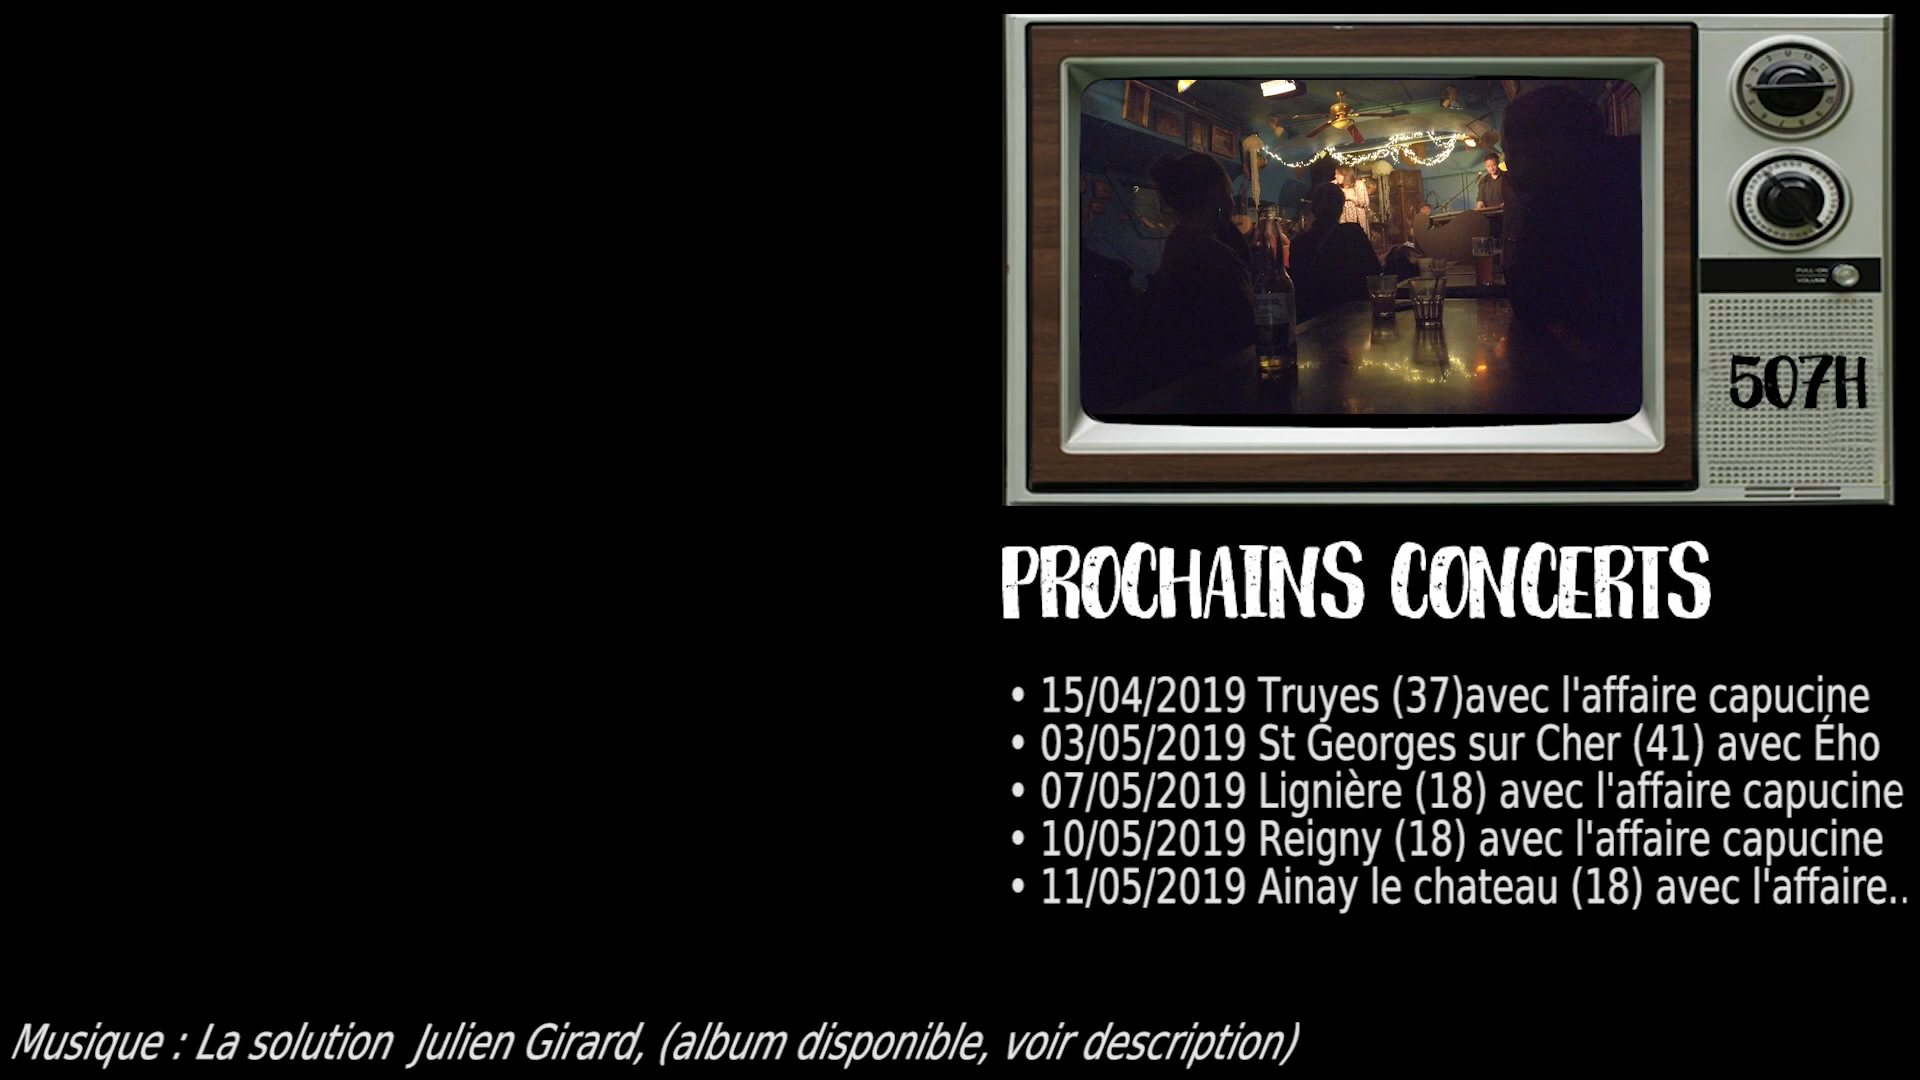 507H
PROCHAINS CONCERTS
• 15/04/2019 Truyes (37)avec l'affaire capucine
• 03/05/2019 St Georges sur Cher (41) avec Ého
• 07/05/2019 Lignière (18) avec l'affaire capucine
• 10/05/2019 Reigny (18) avec l'affaire capucine
• 11/05/2019 Ainay le chateau (18) avec l'affaire..
Musique : La solution  Julien Girard, (album disponible, voir description)